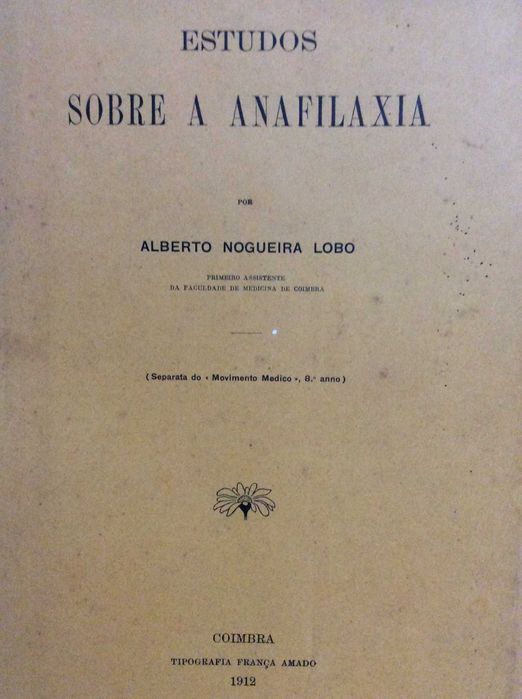 ESTUDOS
SOBRE A ANAFILAXIA
POR
ALBERTO NOGUEIRA LOBO
PRIMEIRO ASSISTENTE
DA FACULDADE DE MEDICINA DE COIMBRA
(Separata do « Movimento Medico », 8.º anno)
COIMBRA
TIPOGRAFIA FRANÇA AMADO
1912